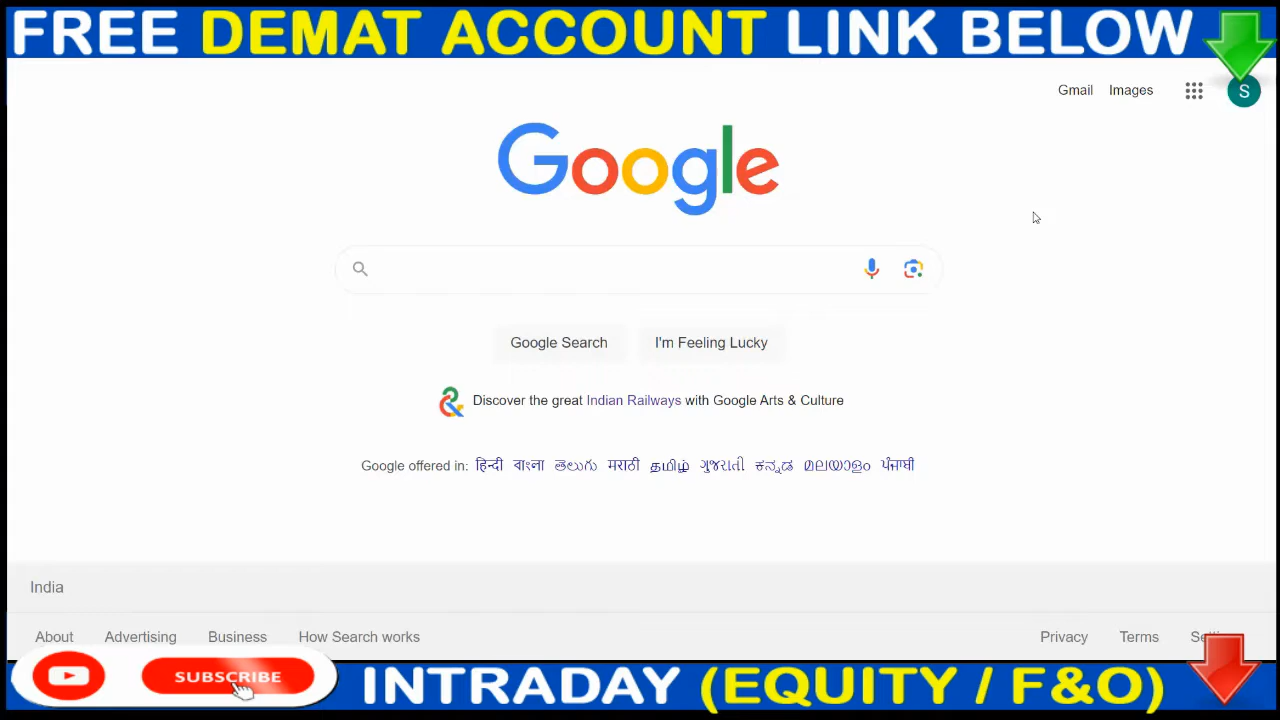 FREE DEMAT ACCOUNT LINK BELOW
Gmail Images S
Google
Google Search I'm Feeling Lucky
Discover the great Indian Railways with Google Arts & Culture
Google offered in: हिन्दी বাংলা తెలుగు मराठी தமிழ் ગુજરાતી ಕನ್ನಡ മലയാളം ਪੰਜਾਬੀ
India
About Advertising Business How Search works Privacy Terms
SUBSCRIBE INTRADAY (EQUITY / F&O)